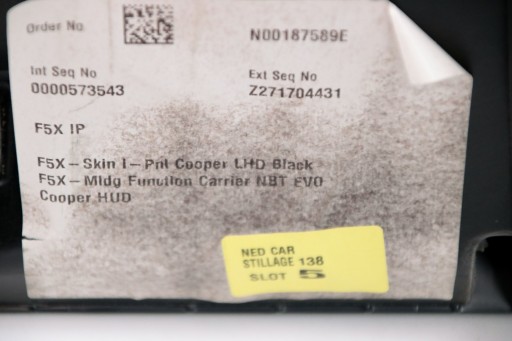 Order No
N00187589E
Int Seq No
Ext Seq No
0000573543
Z271704431
F5X IP
F5X - Skin I - Pnl Cooper LHD Black
F5X - Mldg Function Carrier NBT EVO
Cooper HUD
NED CAR
STILLAGE 138
SLOT 5